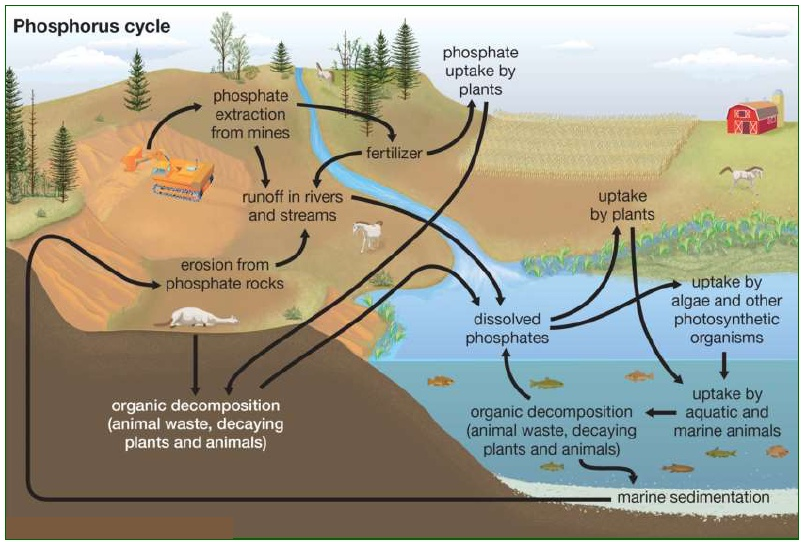 Phosphorus cycle
phosphate
uptake by
plants
phosphate
extraction
from mines
fertilizer
runoff in rivers
and streams
uptake
by plants
erosion from
phosphate rocks
uptake by
algae and other
photosynthetic
organisms
dissolved
phosphates
organic decomposition
(animal waste, decaying
plants and animals)
organic decomposition
(animal waste, decaying
plants and animals)
uptake by
aquatic and
marine animals
marine sedimentation